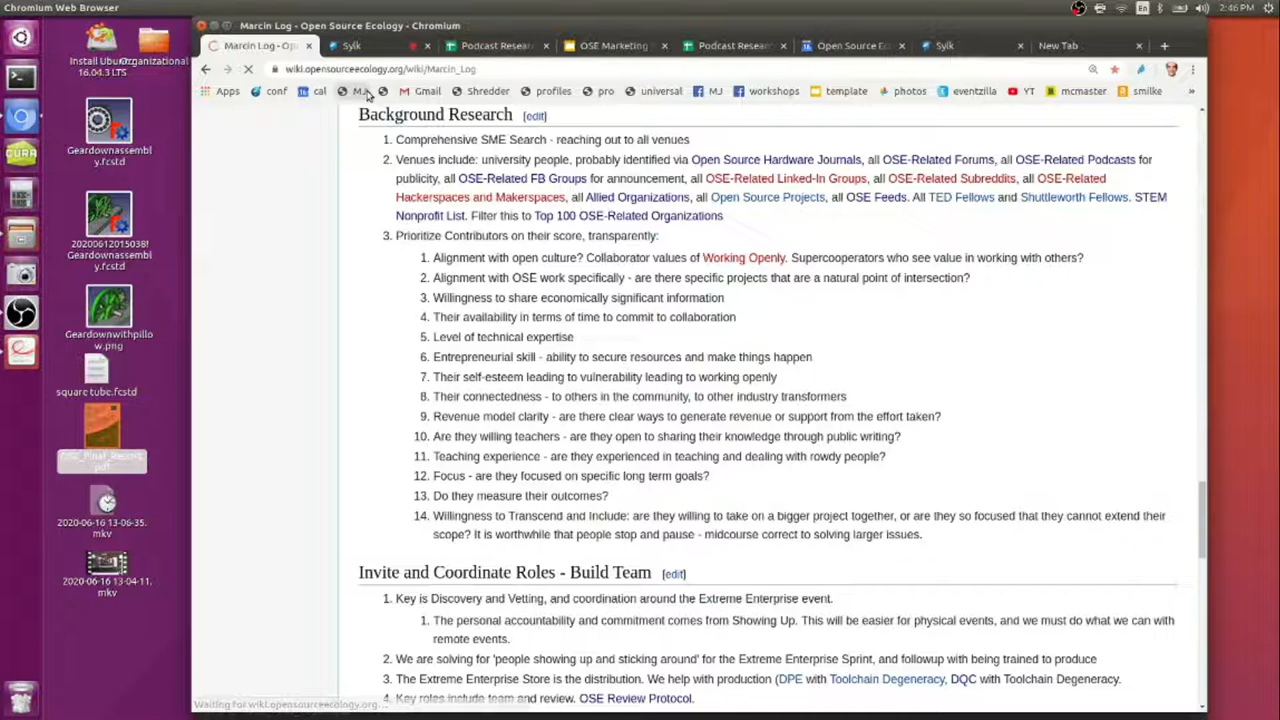 Chromium Web Browser
En
2:46 PM
Marcin Log - Open Source Ecology - Chromium
Marcin Log - Op
Sylk
Podcast Resear
OSE Marketing
Podcast Resear
Open Source Ec
Sylk
New Tab
wiki.opensourceecology.org/wiki/Marcin_Log
Apps
conf
cal
MJ
Gmail
Shredder
profiles
pro
universal
MJ
workshops
template
photos
eventzilla
YT
mcmaster
smilke
»
Install Ubuntu 16.04.3 LTS
Organizational
Geardownassembly.fcstd
20200612015038!Geardownassembly.fcstd
Geardownwithpillow.png
square tube.fcstd
2020-06-16 13-06-35.mkv
2020-06-16 13-04-11.mkv
Background Research [edit]
1. Comprehensive SME Search - reaching out to all venues
2. Venues include: university people, probably identified via Open Source Hardware Journals, all OSE-Related Forums, all OSE-Related Podcasts for
publicity, all OSE-Related FB Groups for announcement, all OSE-Related Linked-In Groups, all OSE-Related Subreddits, all OSE-Related
Hackerspaces and Makerspaces, all Allied Organizations, all Open Source Projects, all OSE Feeds. All TED Fellows and Shuttleworth Fellows. STEM
Nonprofit List. Filter this to Top 100 OSE-Related Organizations
3. Prioritize Contributors on their score, transparently:
1. Alignment with open culture? Collaborator values of Working Openly. Supercooperators who see value in working with others?
2. Alignment with OSE work specifically - are there specific projects that are a natural point of intersection?
3. Willingness to share economically significant information
4. Their availability in terms of time to commit to collaboration
5. Level of technical expertise
6. Entrepreneurial skill - ability to secure resources and make things happen
7. Their self-esteem leading to vulnerability leading to working openly
8. Their connectedness - to others in the community, to other industry transformers
9. Revenue model clarity - are there clear ways to generate revenue or support from the effort taken?
10. Are they willing teachers - are they open to sharing their knowledge through public writing?
11. Teaching experience - are they experienced in teaching and dealing with rowdy people?
12. Focus - are they focused on specific long term goals?
13. Do they measure their outcomes?
14. Willingness to Transcend and Include: are they willing to take on a bigger project together, or are they so focused that they cannot extend their
scope? It is worthwhile that people stop and pause - midcourse correct to solving larger issues.
Invite and Coordinate Roles - Build Team [edit]
1. Key is Discovery and Vetting, and coordination around the Extreme Enterprise event.
1. The personal accountability and commitment comes from Showing Up. This will be easier for physical events, and we must do what we can with
remote events.
2. We are solving for 'people showing up and sticking around' for the Extreme Enterprise Sprint, and followup with being trained to produce
3. The Extreme Enterprise Store is the distribution. We help with production (DPE with Toolchain Degeneracy, DQC with Toolchain Degeneracy.
4. Key roles include team and review. OSE Review Protocol.
Waiting for wiki.opensourceecology.org...